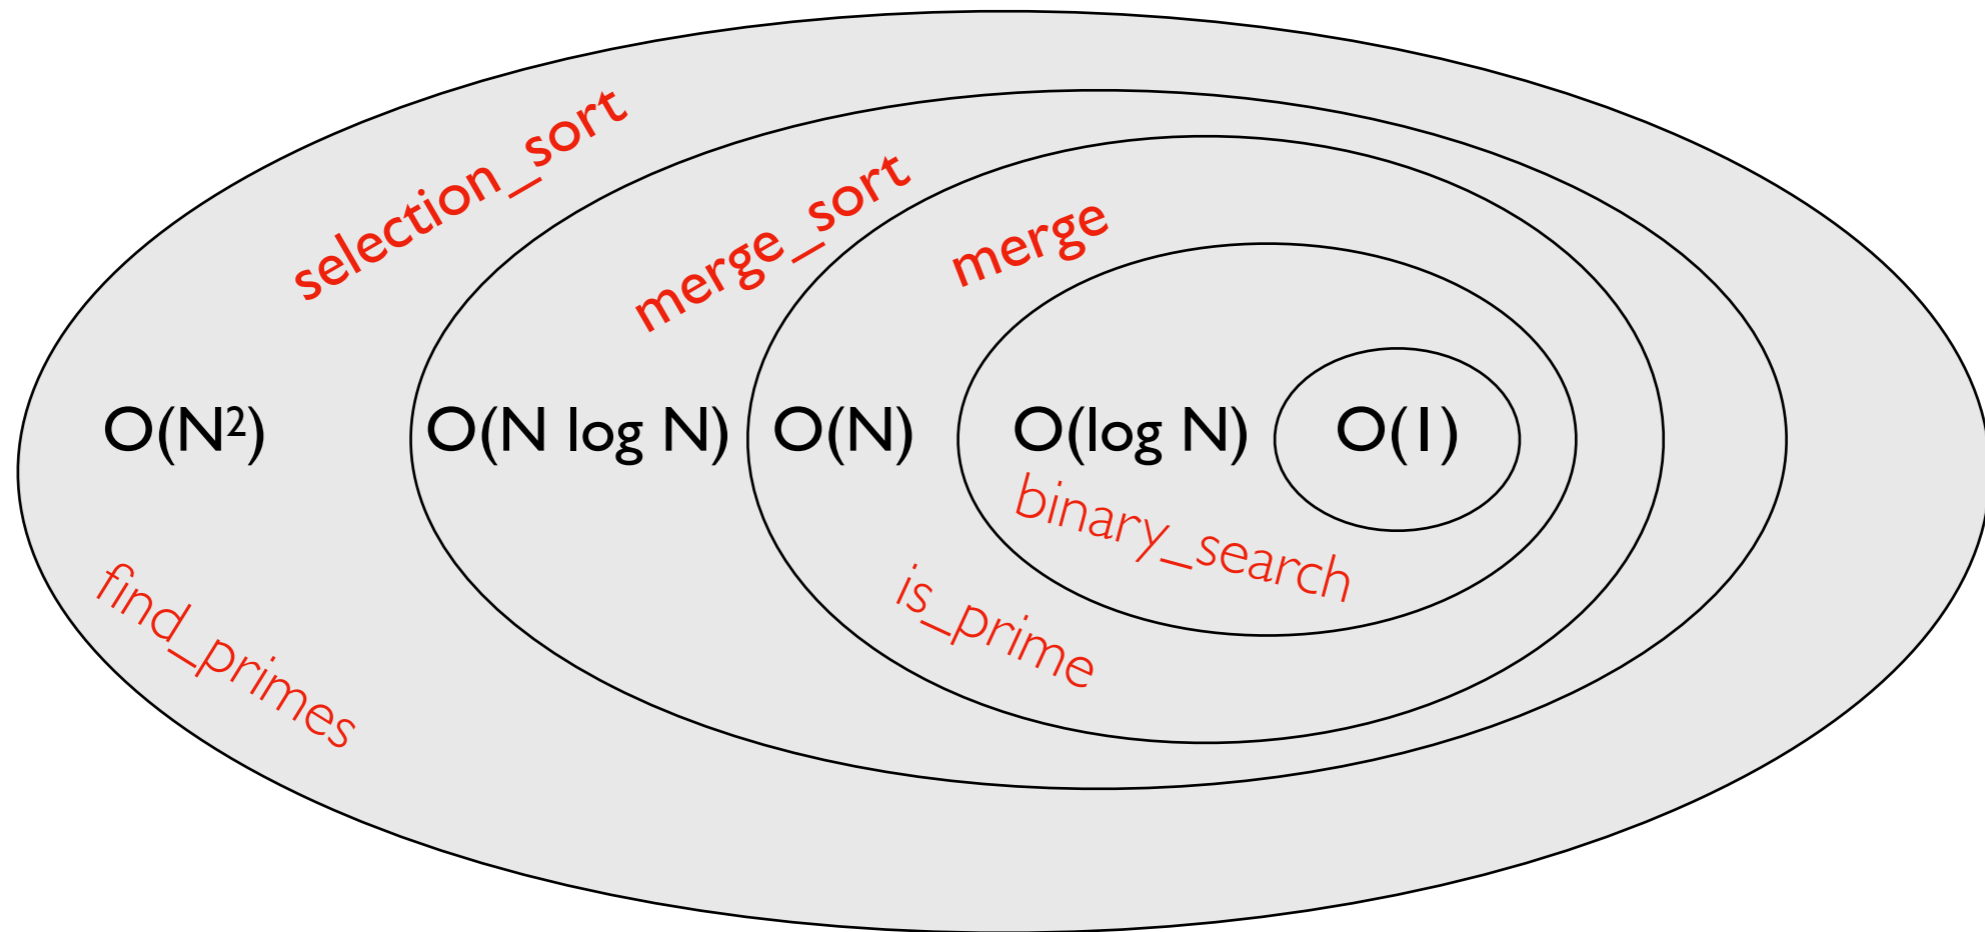 selection_sort
merge_sort
merge
O(N²)
O(N log N)
O(N)
O(log N)
O(1)
binary_search
is_prime
find_primes